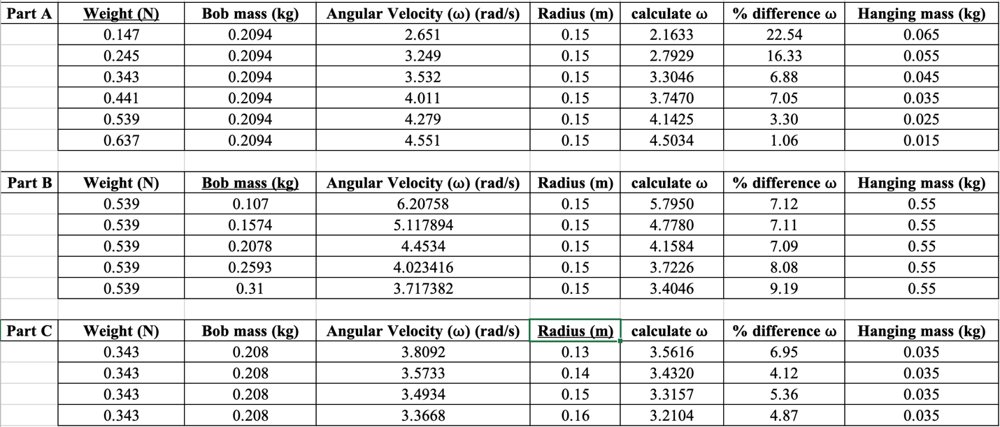 Part A Weight (N) Bob mass (kg) Angular Velocity (ω) (rad/s) Radius (m) calculate ω % difference ω Hanging mass (kg)
0.147 0.2094 2.651 0.15 2.1633 22.54 0.065
0.245 0.2094 3.249 0.15 2.7929 16.33 0.055
0.343 0.2094 3.532 0.15 3.3046 6.88 0.045
0.441 0.2094 4.011 0.15 3.7470 7.05 0.035
0.539 0.2094 4.279 0.15 4.1425 3.30 0.025
0.637 0.2094 4.551 0.15 4.5034 1.06 0.015
Part B Weight (N) Bob mass (kg) Angular Velocity (ω) (rad/s) Radius (m) calculate ω % difference ω Hanging mass (kg)
0.539 0.107 6.20758 0.15 5.7950 7.12 0.55
0.539 0.1574 5.117894 0.15 4.7780 7.11 0.55
0.539 0.2078 4.4534 0.15 4.1584 7.09 0.55
0.539 0.2593 4.023416 0.15 3.7226 8.08 0.55
0.539 0.31 3.717382 0.15 3.4046 9.19 0.55
Part C Weight (N) Bob mass (kg) Angular Velocity (ω) (rad/s) Radius (m) calculate ω % difference ω Hanging mass (kg)
0.343 0.208 3.8092 0.13 3.5616 6.95 0.035
0.343 0.208 3.5733 0.14 3.4320 4.12 0.035
0.343 0.208 3.4934 0.15 3.3157 5.36 0.035
0.343 0.208 3.3668 0.16 3.2104 4.87 0.035